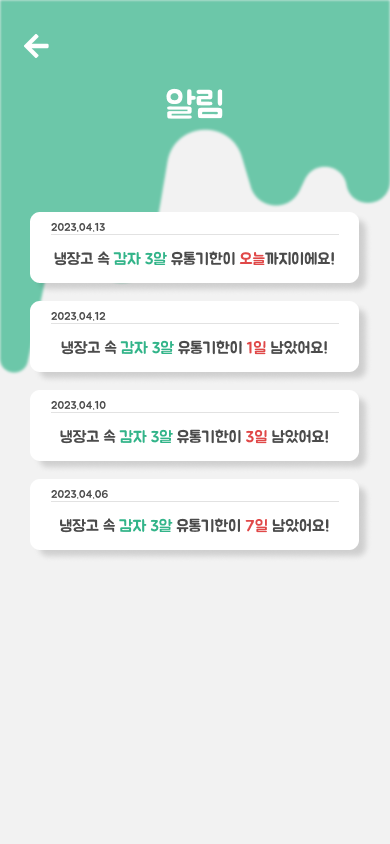 알림
2023.04.13
냉장고 속 감자 3알 유통기한이 오늘까지이에요!
2023.04.12
냉장고 속 감자 3알 유통기한이 1일 남았어요!
2023.04.10
냉장고 속 감자 3알 유통기한이 3일 남았어요!
2023.04.06
냉장고 속 감자 3알 유통기한이 7일 남았어요!